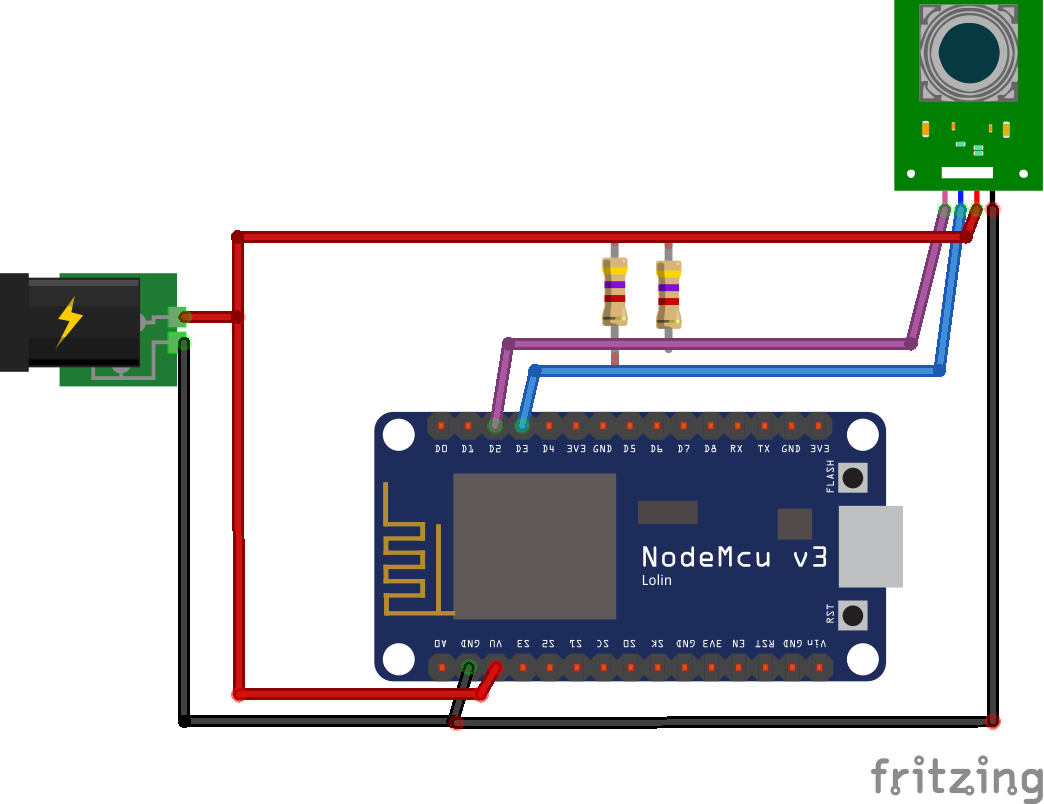 D0 D1 D2 D3 D4 3V3 GND D5 D6 D7 D8 RX TX GND 3V3
FLASH
NodeMcu v3
Lolin
RST
A0 GND VU S3 S2 S1 SC S0 SK GND 3V3 EN RST GND Vin
fritzing